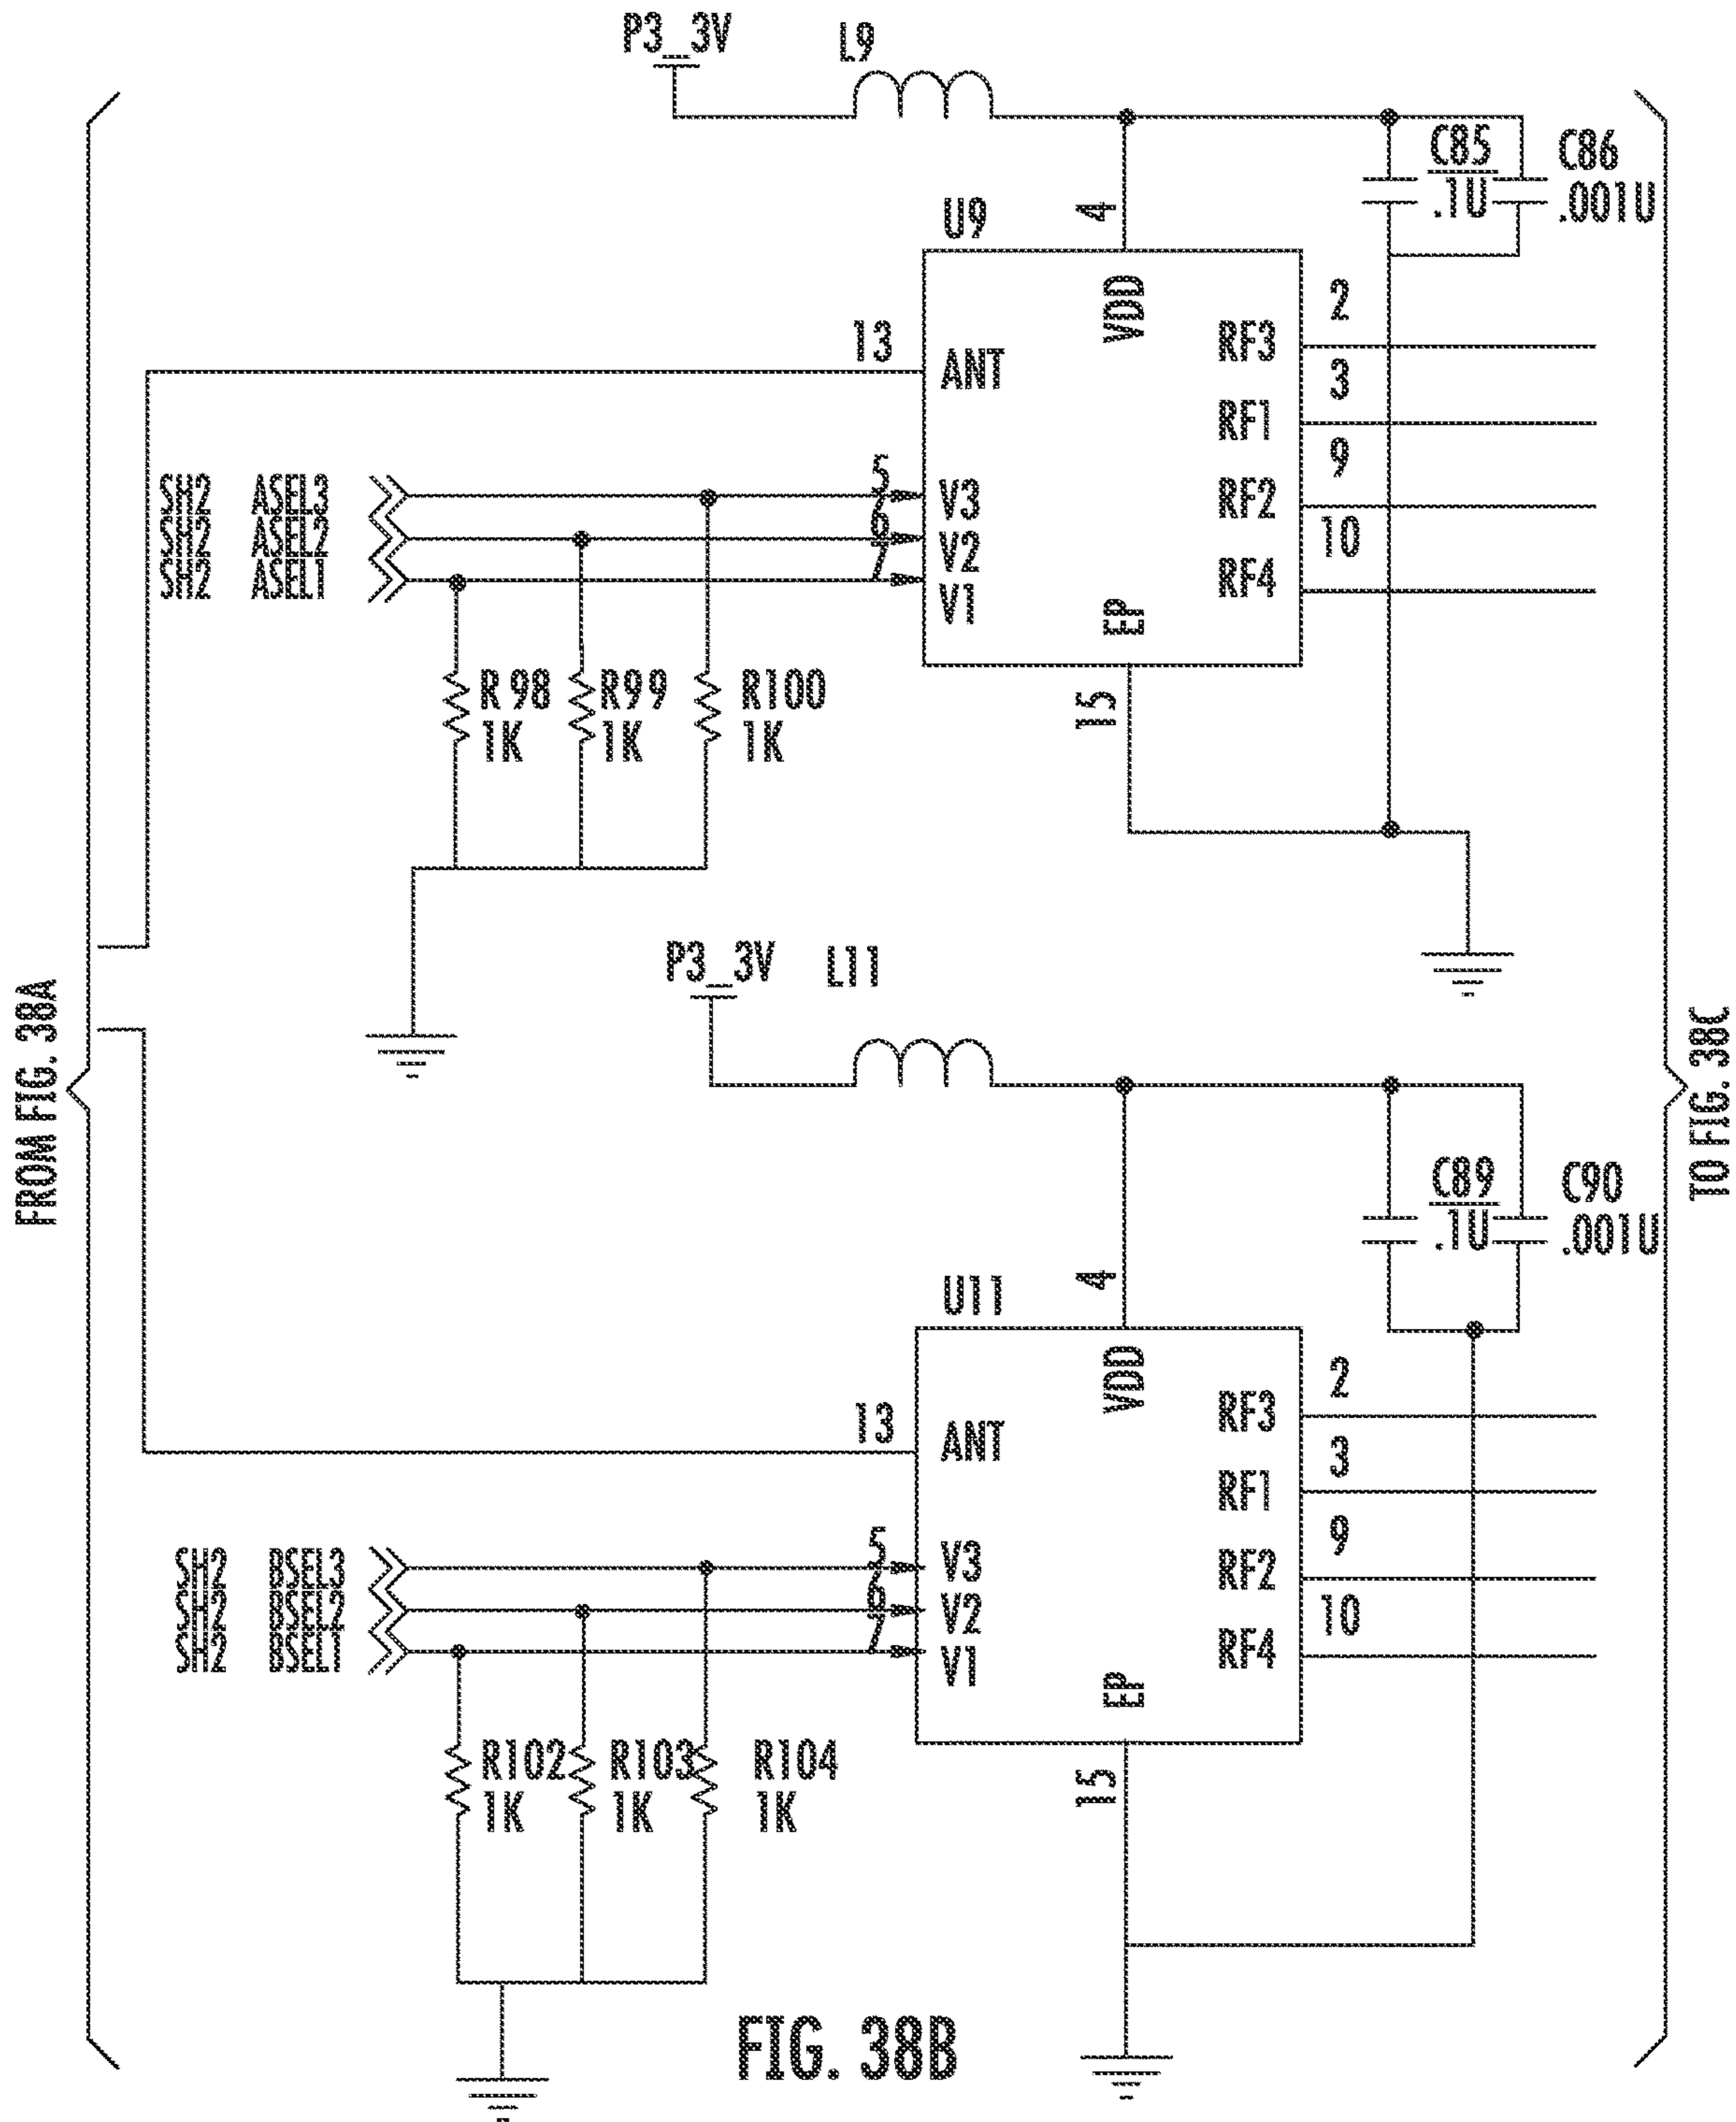 P3_3V
L9
C85
.1U
C86
.001U
U9
4
VDD
13
ANT
RF3
2
RF1
3
RF2
9
RF4
10
SH2 ASEL3
SH2 ASEL2
SH2 ASEL1
5
6
7
V3
V2
V1
EP
15
R98
1K
R99
1K
R100
1K
FROM FIG. 38A
TO FIG. 38C
P3_3V
L11
C89
.1U
C90
.001U
U11
4
VDD
13
ANT
RF3
2
RF1
3
RF2
9
RF4
10
SH2 BSEL3
SH2 BSEL2
SH2 BSEL1
5
6
7
V3
V2
V1
EP
15
R102
1K
R103
1K
R104
1K
FIG. 38B